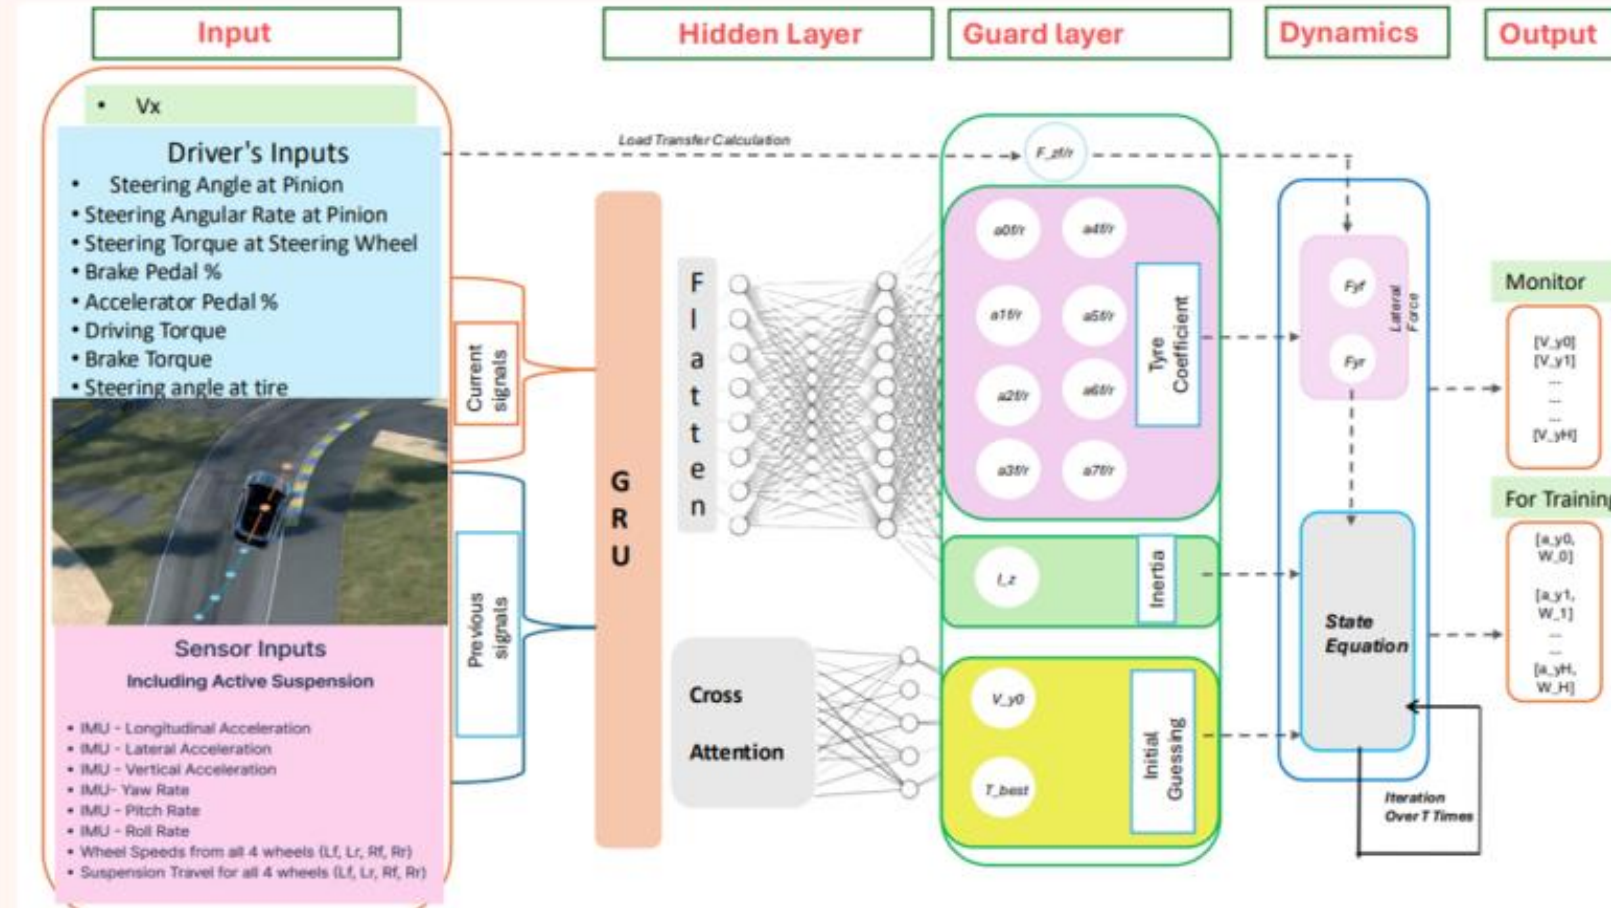 Input
Hidden Layer
Guard layer
Dynamics
Output
• Vx
Driver's Inputs
• Steering Angle at Pinion
• Steering Angular Rate at Pinion
• Steering Torque at Steering Wheel
• Brake Pedal %
• Accelerator Pedal %
• Driving Torque
• Brake Torque
• Steering angle at tire
Sensor Inputs
Including Active Suspension
• IMU - Longitudinal Acceleration
• IMU - Lateral Acceleration
• IMU - Vertical Acceleration
• IMU- Yaw Rate
• IMU - Pitch Rate
• IMU - Roll Rate
• Wheel Speeds from all 4 wheels (Lf, Lr, Rf, Rr)
• Suspension Travel for all 4 wheels (Lf, Lr, Rf, Rr)
Current
signals
Previous
signals
Load Transfer Calculation
GRU
Flatten
Cross
Attention
F_zf/r
a0f/r
a4f/r
a1f/r
a5f/r
a2f/r
a6f/r
a3f/r
a7f/r
Tyre
Coefficient
I_z
Inertia
V_y0
T_best
Initial
Guessing
Fyf
Fyr
Lateral
Force
State
Equation
Iteration
Over T Times
Monitor
[V_y0]
[V_y1]
...
...
...
[V_yH]
For Training
[a_y0,
W_0]
[a_y1,
W_1]
...
...
[a_yH,
W_H]